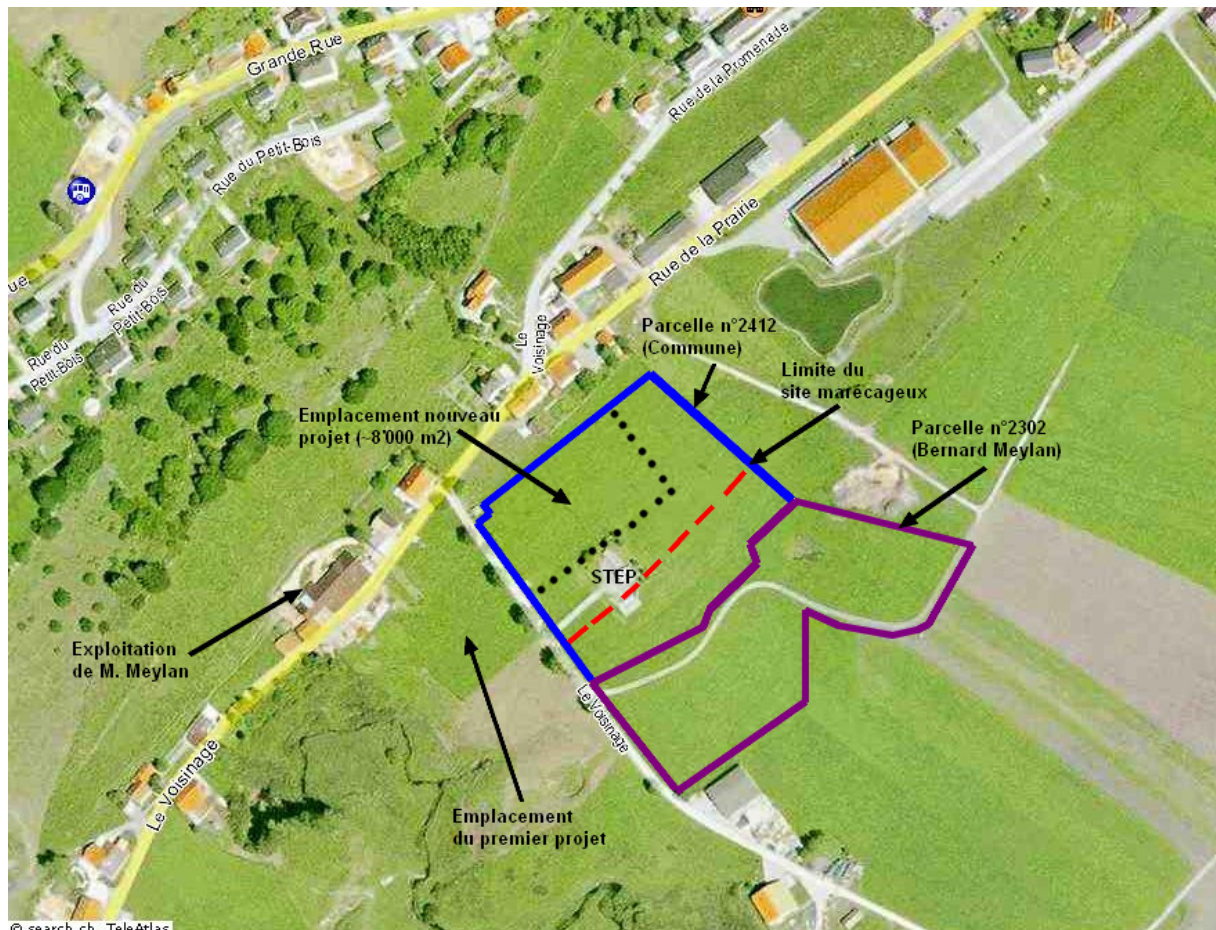 Grande Rue
Rue de la Promenade
Rue du Petit-Bois
Rue de la Prairie
ue
Rue du
Petit-Bois
Rue du
Petit-Bois
Le
Voisinage
Parcelle n°2412
(Commune)
Limite du
site marécageux
Emplacement nouveau
projet (~8'000 m2)
Parcelle n°2302
(Bernard Meylan)
STEP
Exploitation
de M. Meylan
Le Voisinage
Le Voisinage
Emplacement
du premier projet
© search.ch, TeleAtlas